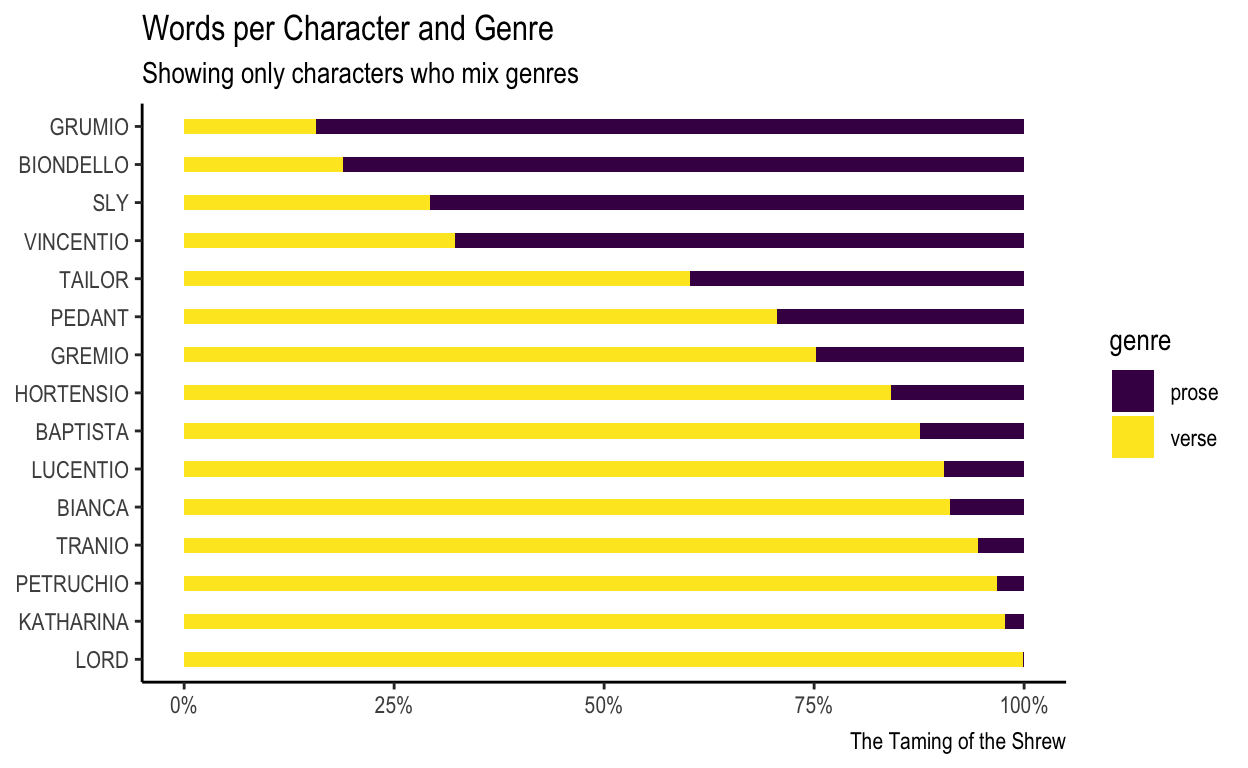 Words per Character and Genre
Showing only characters who mix genres
GRUMIO
BIONDELLO
SLY
VINCENTIO
TAILOR
PEDANT
GREMIO
HORTENSIO
BAPTISTA
LUCENTIO
BIANCA
TRANIO
PETRUCHIO
KATHARINA
LORD
0% 25% 50% 75% 100%
The Taming of the Shrew
genre
prose
verse